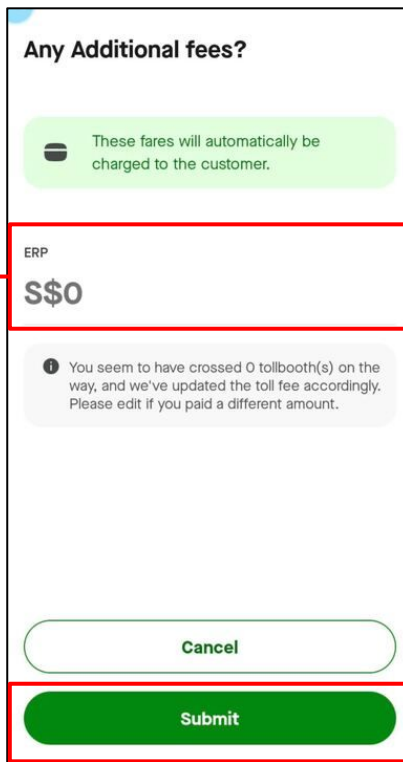 Any Additional fees?
These fares will automatically be
charged to the customer.
ERP
S$0
You seem to have crossed 0 tollbooth(s) on the
way, and we've updated the toll fee accordingly.
Please edit if you paid a different amount.
Cancel
Submit